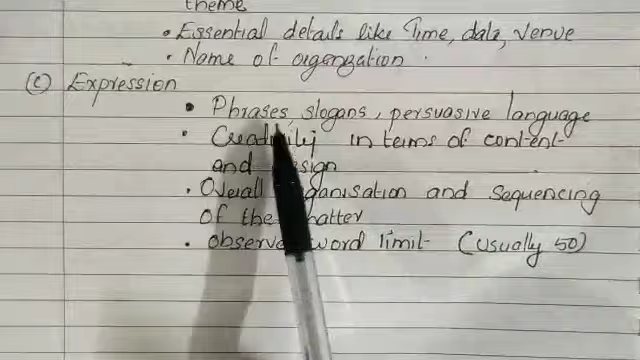 theme
• Essential details like Time, date, venue
• Name of organization.
(c) Expression
• Phrases, slogans, persuasive language
• Creativity in terms of content
and design
• Overall organisation and sequencing
of the matter
• observe word limit (usually 50)